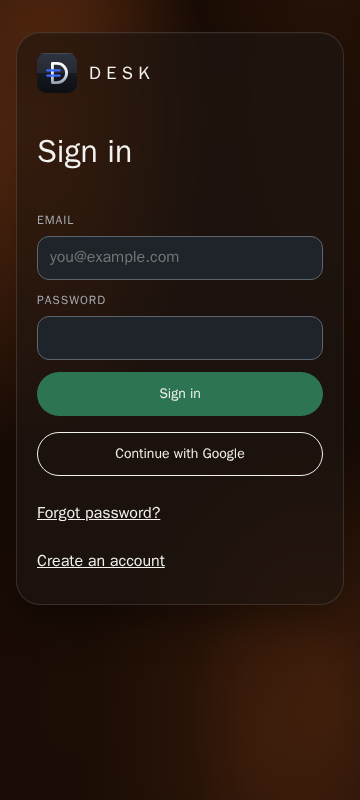 DESK
Sign in
EMAIL
you@example.com
PASSWORD
Sign in
Continue with Google
Forgot password?
Create an account